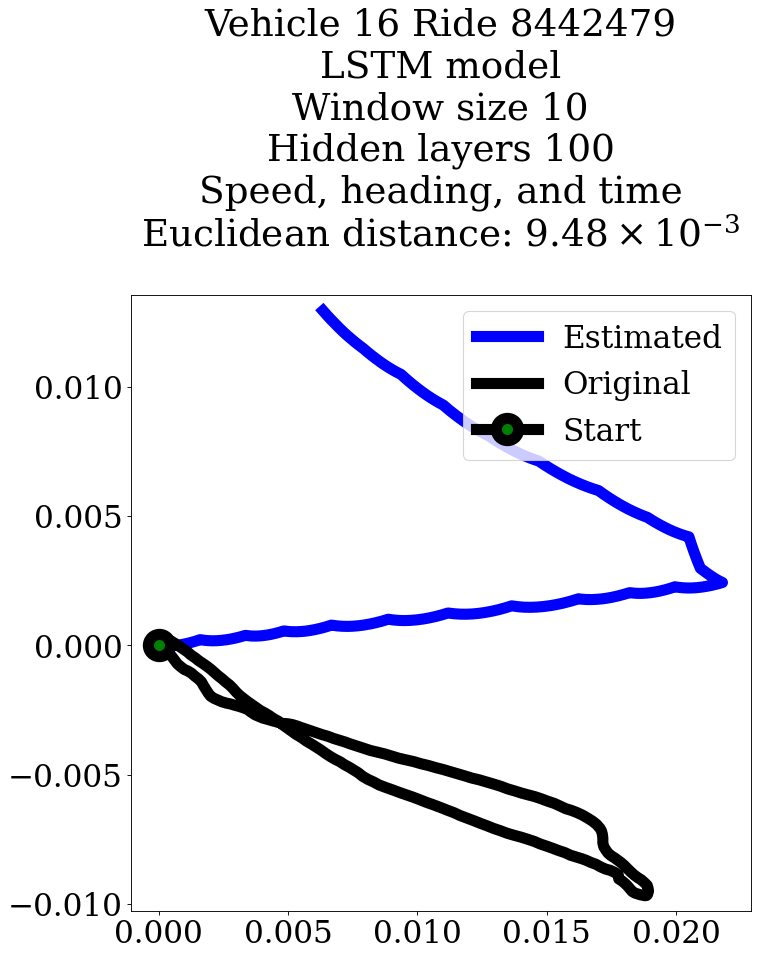 Vehicle 16 Ride 8442479
LSTM model
Window size 10
Hidden layers 100
Speed, heading, and time
Euclidean distance: 9.48 × 10⁻³
Estimated
Original
Start
0.010
0.005
0.000
−0.005
−0.010
0.000 0.005 0.010 0.015 0.020